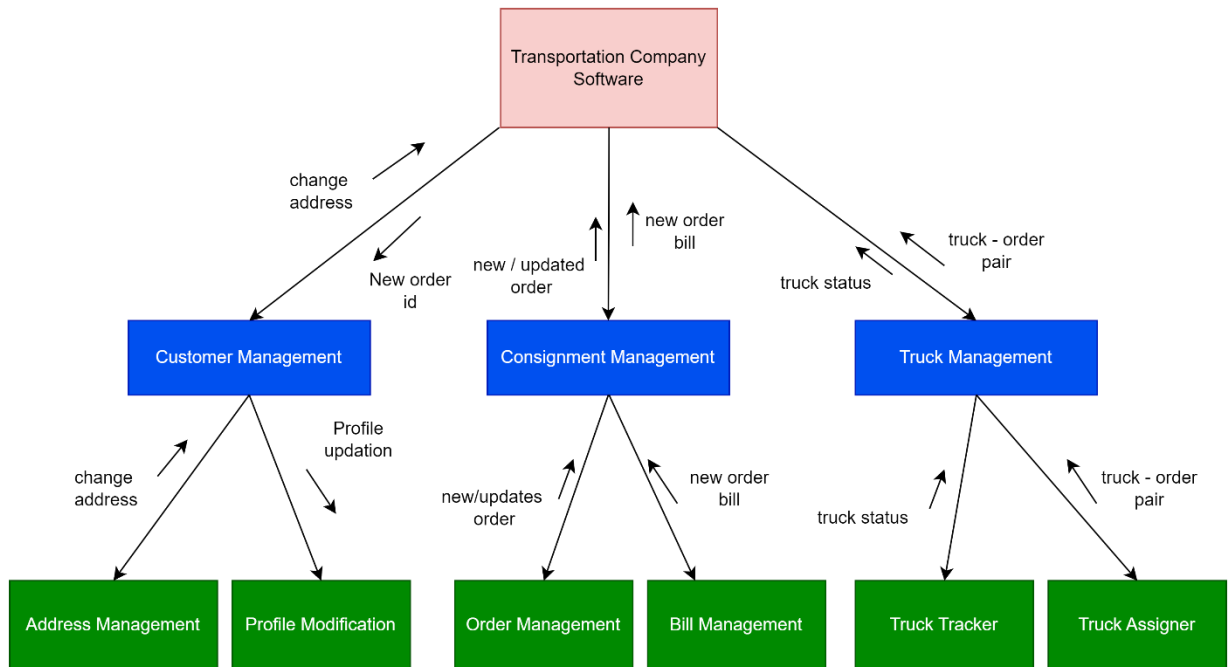 Transportation Company
Software
change
address
New order
id
new / updated
order
new order
bill
truck status
truck - order
pair
Customer Management
Consignment Management
Truck Management
change
address
Profile
updation
new/updates
order
new order
bill
truck status
truck - order
pair
Address Management
Profile Modification
Order Management
Bill Management
Truck Tracker
Truck Assigner